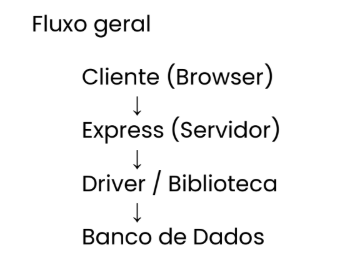 Fluxo geral
Cliente (Browser)
↓
Express (Servidor)
↓
Driver / Biblioteca
↓
Banco de Dados